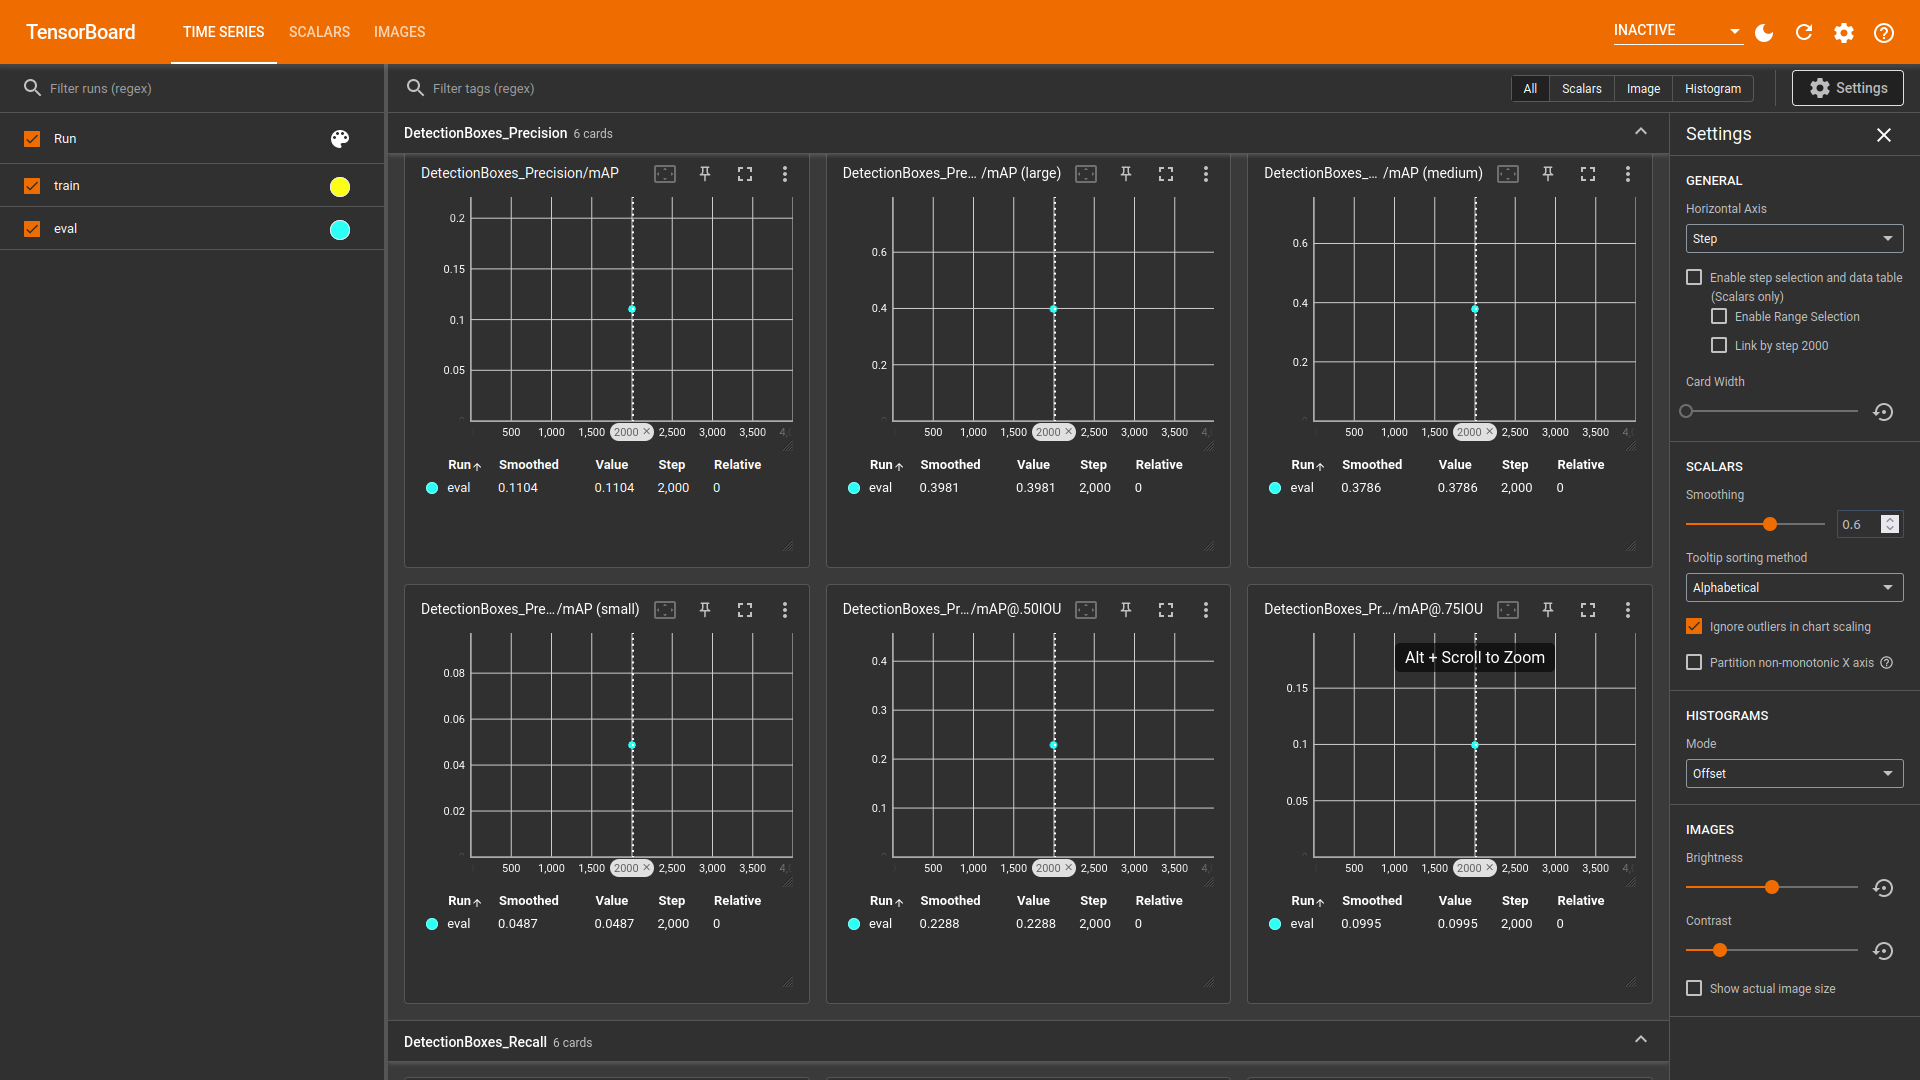 TensorBoard
TIME SERIES
SCALARS
IMAGES
INACTIVE
Filter runs (regex)
Run
train
eval
Filter tags (regex)
All
Scalars
Image
Histogram
Settings
DetectionBoxes_Precision 6 cards
DetectionBoxes_Precision/mAP
0.2
0.15
0.1
0.05
500 1,000 1,500 2000 2,500 3,000 3,500
Run Smoothed Value Step Relative
eval 0.1104 0.1104 2,000 0
DetectionBoxes_Pre… /mAP (large)
0.6
0.4
0.2
500 1,000 1,500 2000 2,500 3,000 3,500
Run Smoothed Value Step Relative
eval 0.3981 0.3981 2,000 0
DetectionBoxes_… /mAP (medium)
0.6
0.4
0.2
500 1,000 1,500 2000 2,500 3,000 3,500
Run Smoothed Value Step Relative
eval 0.3786 0.3786 2,000 0
DetectionBoxes_Pre…/mAP (small)
0.08
0.06
0.04
0.02
500 1,000 1,500 2000 2,500 3,000 3,500
Run Smoothed Value Step Relative
eval 0.0487 0.0487 2,000 0
DetectionBoxes_Pr…/mAP@.50IOU
0.4
0.3
0.2
0.1
500 1,000 1,500 2000 2,500 3,000 3,500
Run Smoothed Value Step Relative
eval 0.2288 0.2288 2,000 0
DetectionBoxes_Pr…/mAP@.75IOU
Alt + Scroll to Zoom
0.15
0.1
0.05
500 1,000 1,500 2000 2,500 3,000 3,500
Run Smoothed Value Step Relative
eval 0.0995 0.0995 2,000 0
DetectionBoxes_Recall 6 cards
Settings
GENERAL
Horizontal Axis
Step
Enable step selection and data table
(Scalars only)
Enable Range Selection
Link by step 2000
Card Width
SCALARS
Smoothing
0.6
Tooltip sorting method
Alphabetical
Ignore outliers in chart scaling
Partition non-monotonic X axis
HISTOGRAMS
Mode
Offset
IMAGES
Brightness
Contrast
Show actual image size